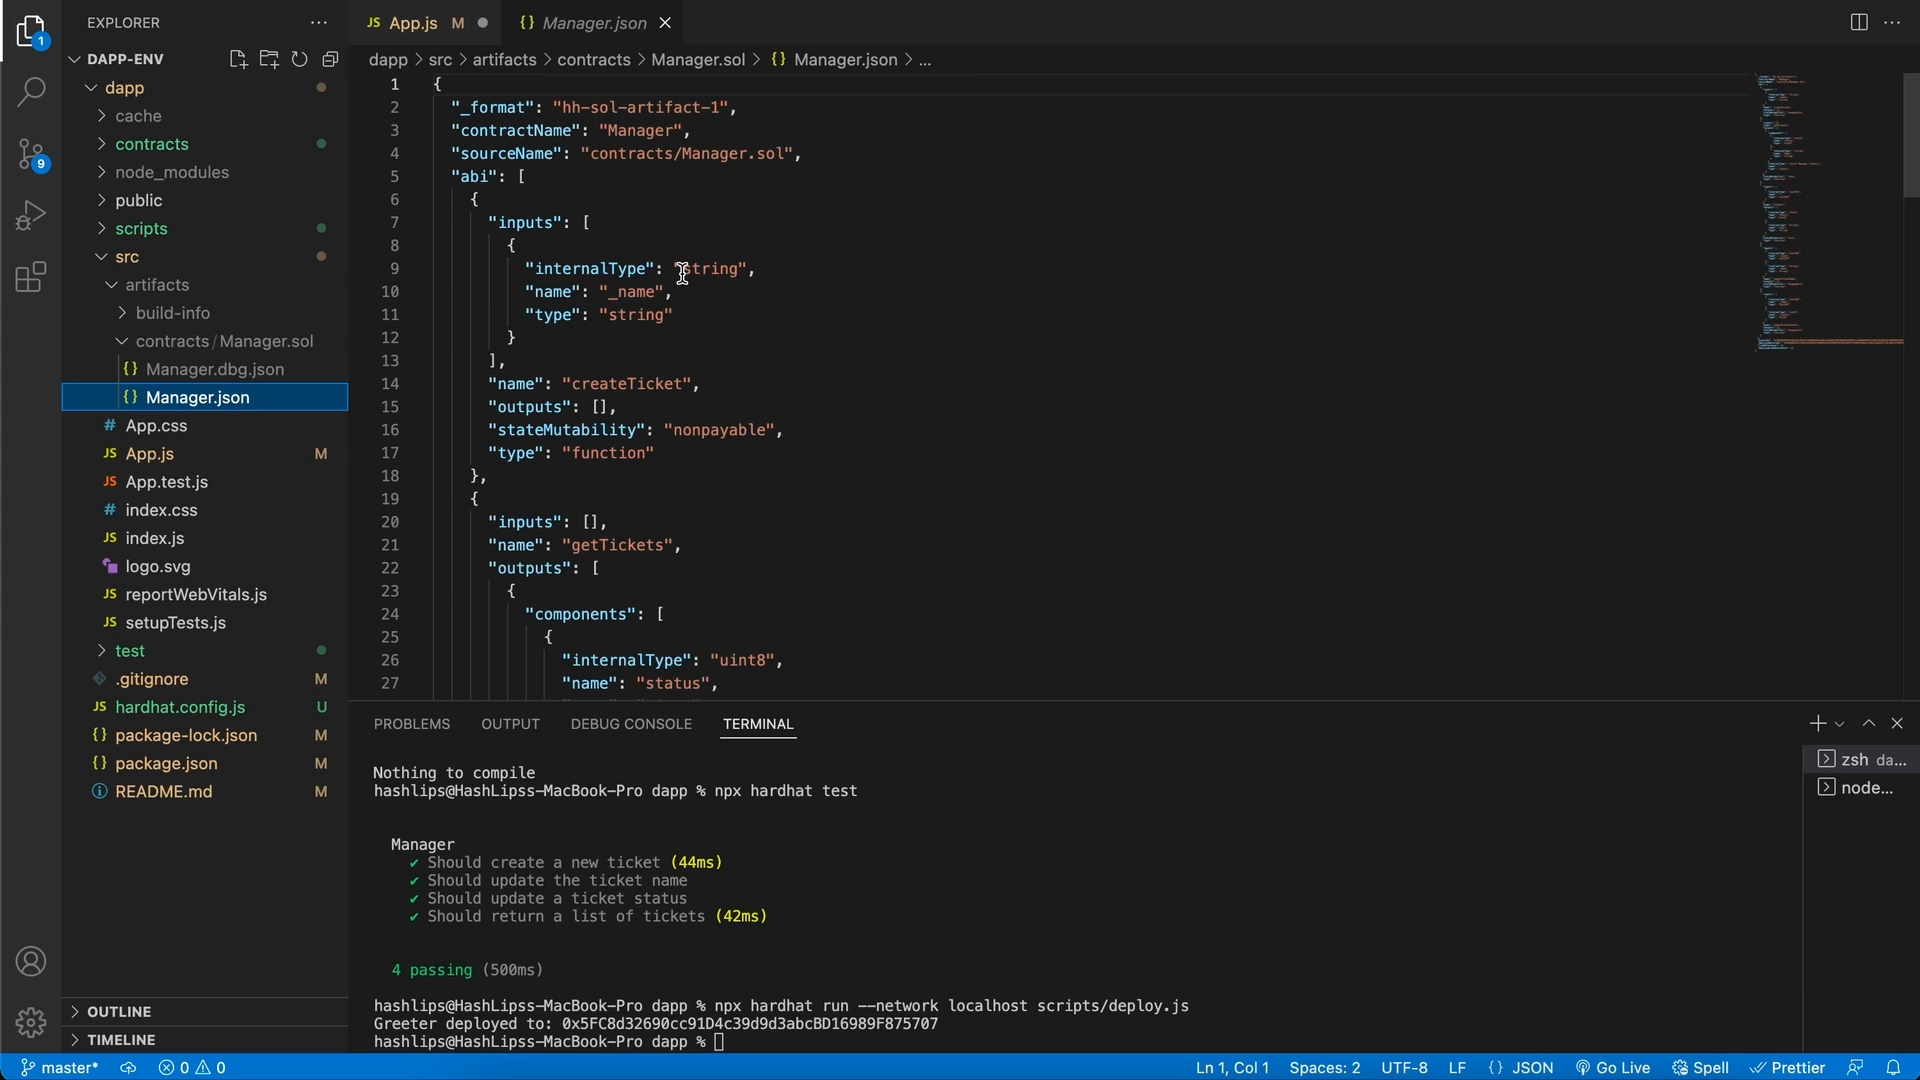 1
EXPLORER
···
DAPP-ENV
dapp
cache
contracts
node_modules
public
scripts
src
artifacts
build-info
contracts / Manager.sol
{} Manager.dbg.json
{} Manager.json
# App.css
JS App.js M
JS App.test.js
# index.css
JS index.js
logo.svg
JS reportWebVitals.js
JS setupTests.js
test
.gitignore M
JS hardhat.config.js U
{} package-lock.json M
{} package.json M
README.md M
OUTLINE
TIMELINE
9
JS App.js M
{} Manager.json
···
dapp > src > artifacts > contracts > Manager.sol > {} Manager.json > ...
1 {
2 "_format": "hh-sol-artifact-1",
3 "contractName": "Manager",
4 "sourceName": "contracts/Manager.sol",
5 "abi": [
6 {
7 "inputs": [
8 {
9 "internalType": "string",
10 "name": "_name",
11 "type": "string"
12 }
13 ],
14 "name": "createTicket",
15 "outputs": [],
16 "stateMutability": "nonpayable",
17 "type": "function"
18 },
19 {
20 "inputs": [],
21 "name": "getTickets",
22 "outputs": [
23 {
24 "components": [
25 {
26 "internalType": "uint8",
27 "name": "status",
PROBLEMS OUTPUT DEBUG CONSOLE TERMINAL
Nothing to compile
hashlips@HashLipss-MacBook-Pro dapp % npx hardhat test
Manager
✔ Should create a new ticket (44ms)
✔ Should update the ticket name
✔ Should update a ticket status
✔ Should return a list of tickets (42ms)
4 passing (500ms)
hashlips@HashLipss-MacBook-Pro dapp % npx hardhat run --network localhost scripts/deploy.js
Greeter deployed to: 0x5FC8d32690cc91D4c39d9d3abcBD16989F875707
hashlips@HashLipss-MacBook-Pro dapp %
zsh da...
node...
master* 0 0 Ln 1, Col 1 Spaces: 2 UTF-8 LF {} JSON Go Live Spell Prettier